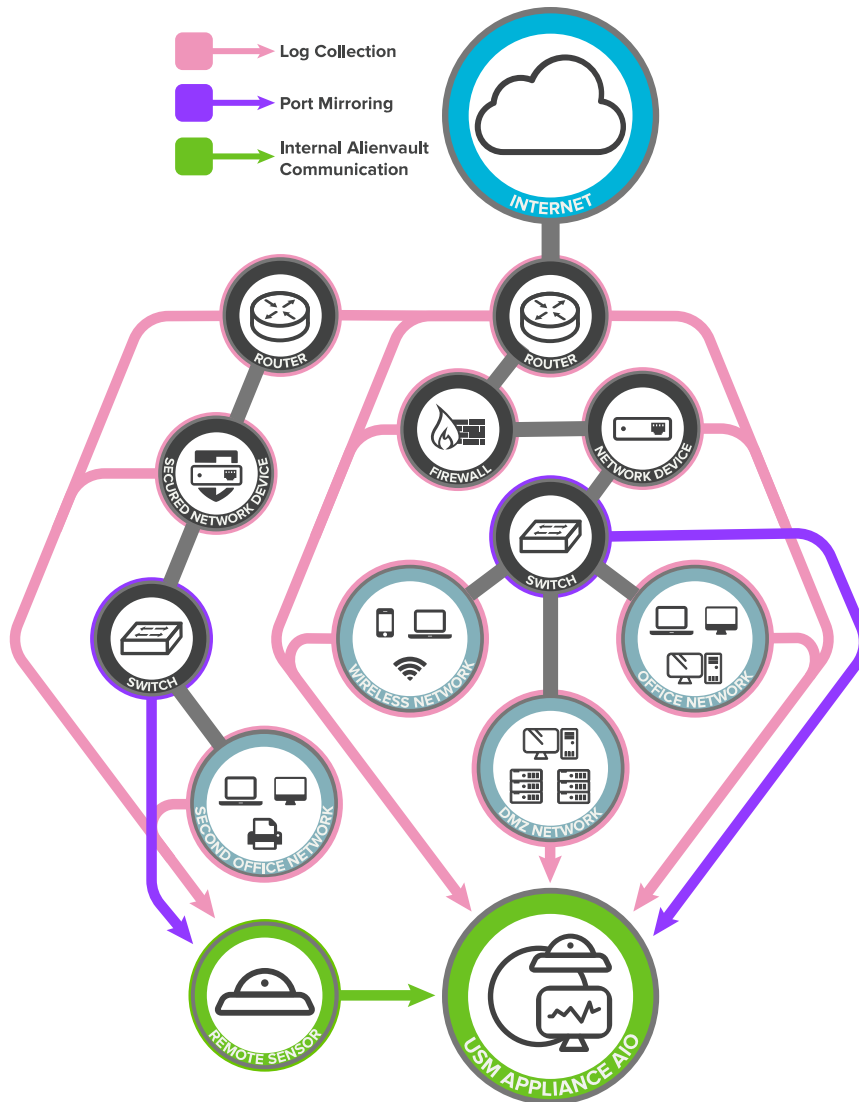 Log Collection
Port Mirroring
Internal Alienvault
Communication
INTERNET
ROUTER
ROUTER
FIREWALL
NETWORK DEVICE
SECURED NETWORK DEVICE
SWITCH
SWITCH
WIRELESS NETWORK
OFFICE NETWORK
DMZ NETWORK
SECOND OFFICE NETWORK
REMOTE SENSOR
USM APPLIANCE AIO